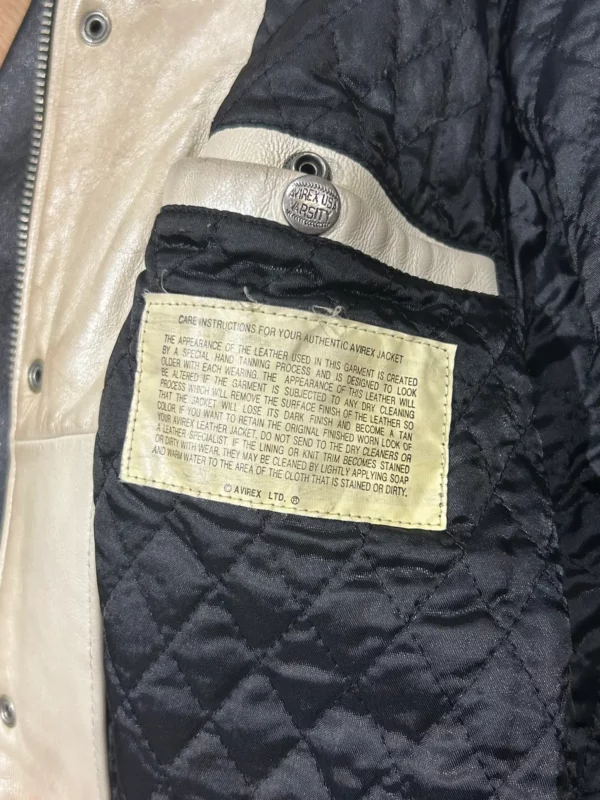 AVIREX USA
VARSITY
CARE INSTRUCTIONS FOR YOUR AUTHENTIC AVIREX JACKET
THE APPEARANCE OF THE LEATHER USED IN THIS GARMENT IS CREATED
BY A SPECIAL HAND TANNING PROCESS AND IS DESIGNED TO LOOK
OLDER WITH EACH WEARING. THE APPEARANCE OF THIS LEATHER WILL
BE ALTERED IF THE GARMENT IS SUBJECTED TO ANY DRY CLEANING
PROCESS WHICH WILL REMOVE THE SURFACE FINISH OF THE LEATHER SO
THAT THE JACKET WILL LOSE ITS DARK FINISH AND BECOME A TAN
COLOR. IF YOU WANT TO RETAIN THE ORIGINAL FINISHED WORN LOOK OF
YOUR AVIREX LEATHER JACKET, DO NOT SEND TO THE DRY CLEANERS OR
A LEATHER SPECIALIST. IF THE LINING OR KNIT TRIM BECOMES STAINED
OR DIRTY WITH WEAR, THEY MAY BE CLEANED BY LIGHTLY APPLYING SOAP
AND WARM WATER TO THE AREA OF THE CLOTH THAT IS STAINED OR DIRTY.
© AVIREX LTD. ®